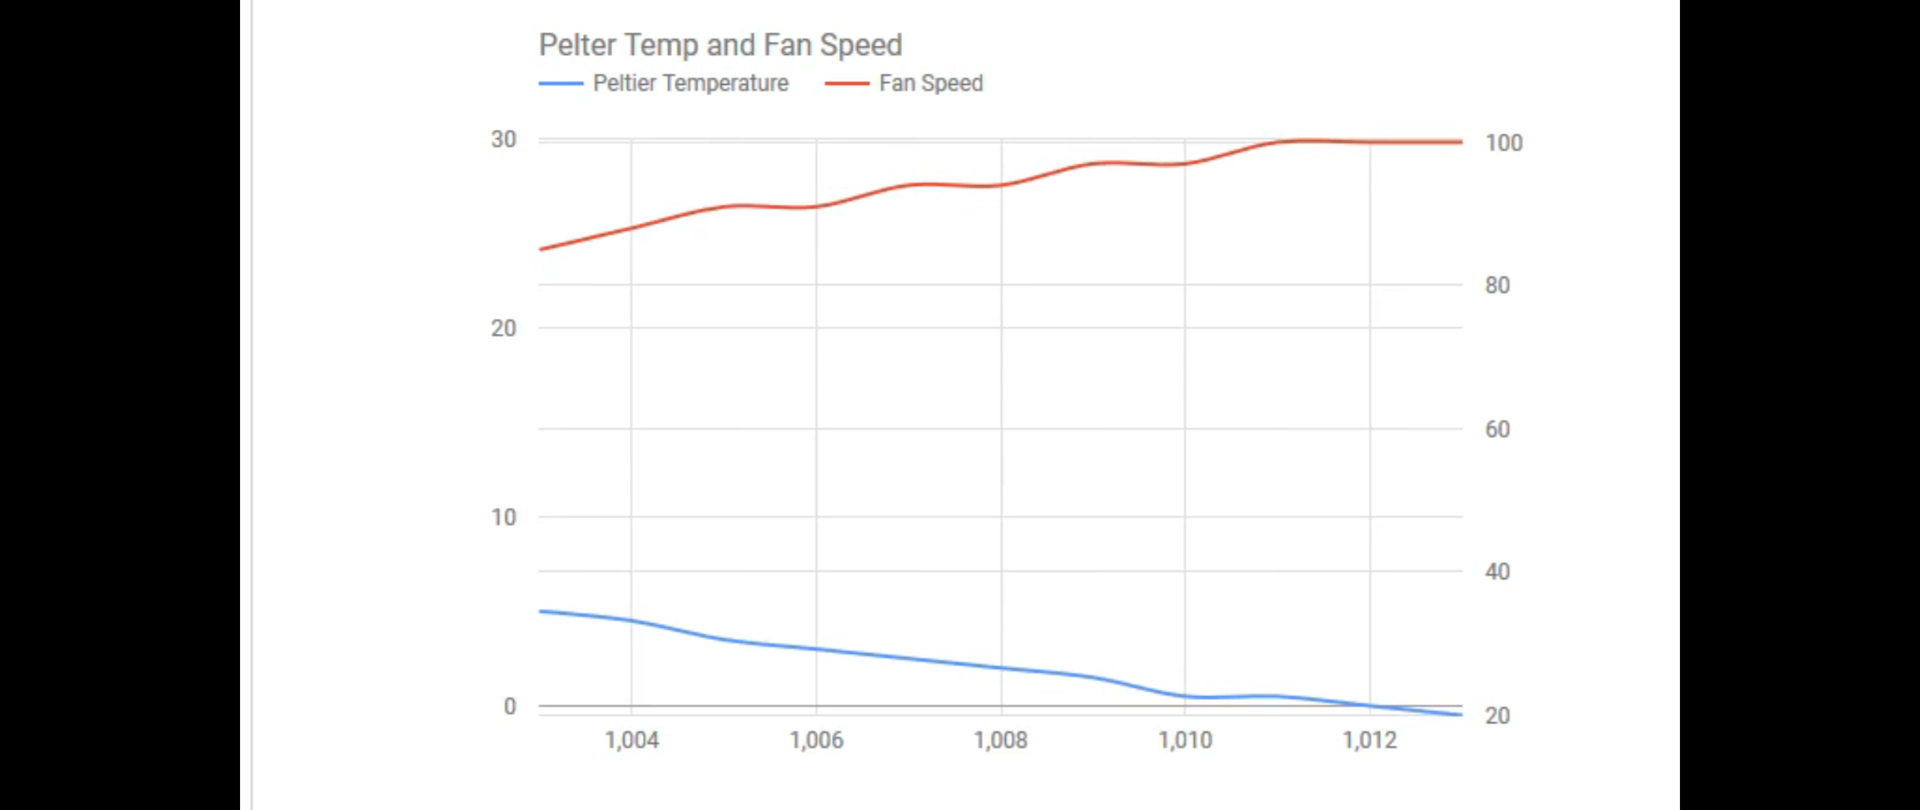 Pelter Temp and Fan Speed
Peltier Temperature Fan Speed
30 100
80
20
60
10
40
0
20
1,004 1,006 1,008 1,010 1,012